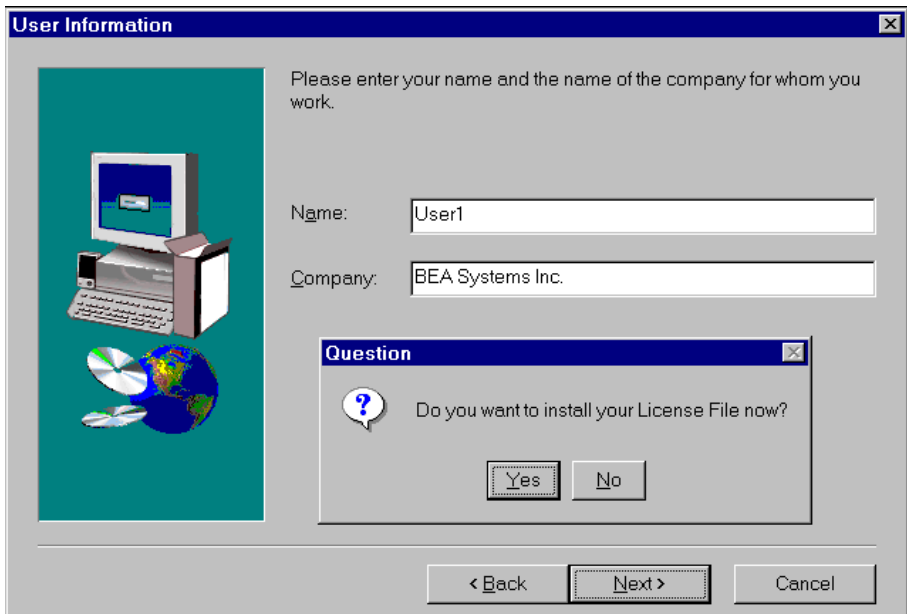 User Information
Please enter your name and the name of the company for whom you
work.
Name: User1
Company: BEA Systems Inc.
Question
Do you want to install your License File now?
Yes No
< Back Next > Cancel